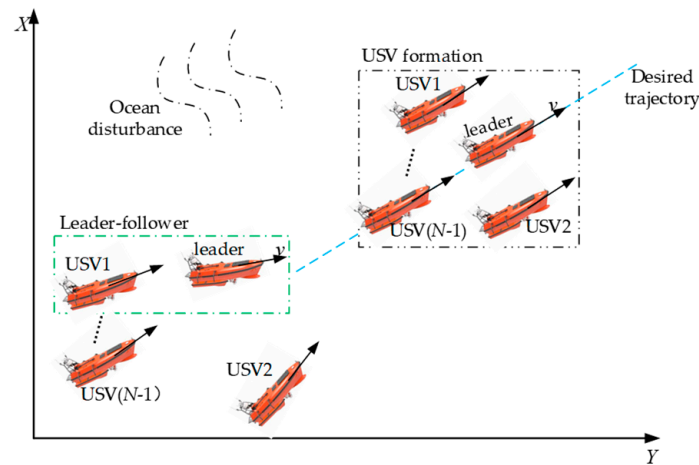 X
USV formation
USV1
Desired
trajectory
Ocean
disturbance
leader
v
USV(N-1)
USV2
Leader-follower
USV1
leader
v
USV(N-1)
USV2
Y